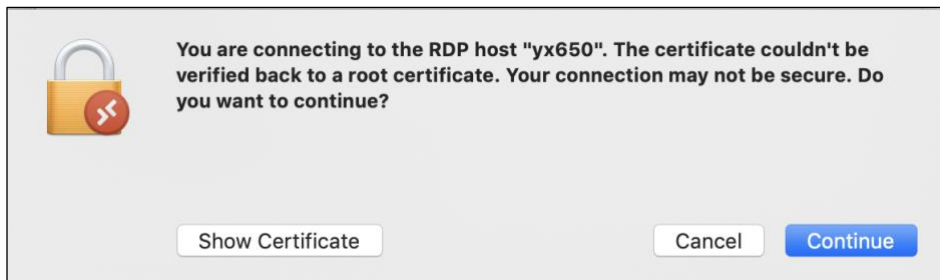 You are connecting to the RDP host "yx650". The certificate couldn't be
verified back to a root certificate. Your connection may not be secure. Do
you want to continue?
Show Certificate
Cancel
Continue